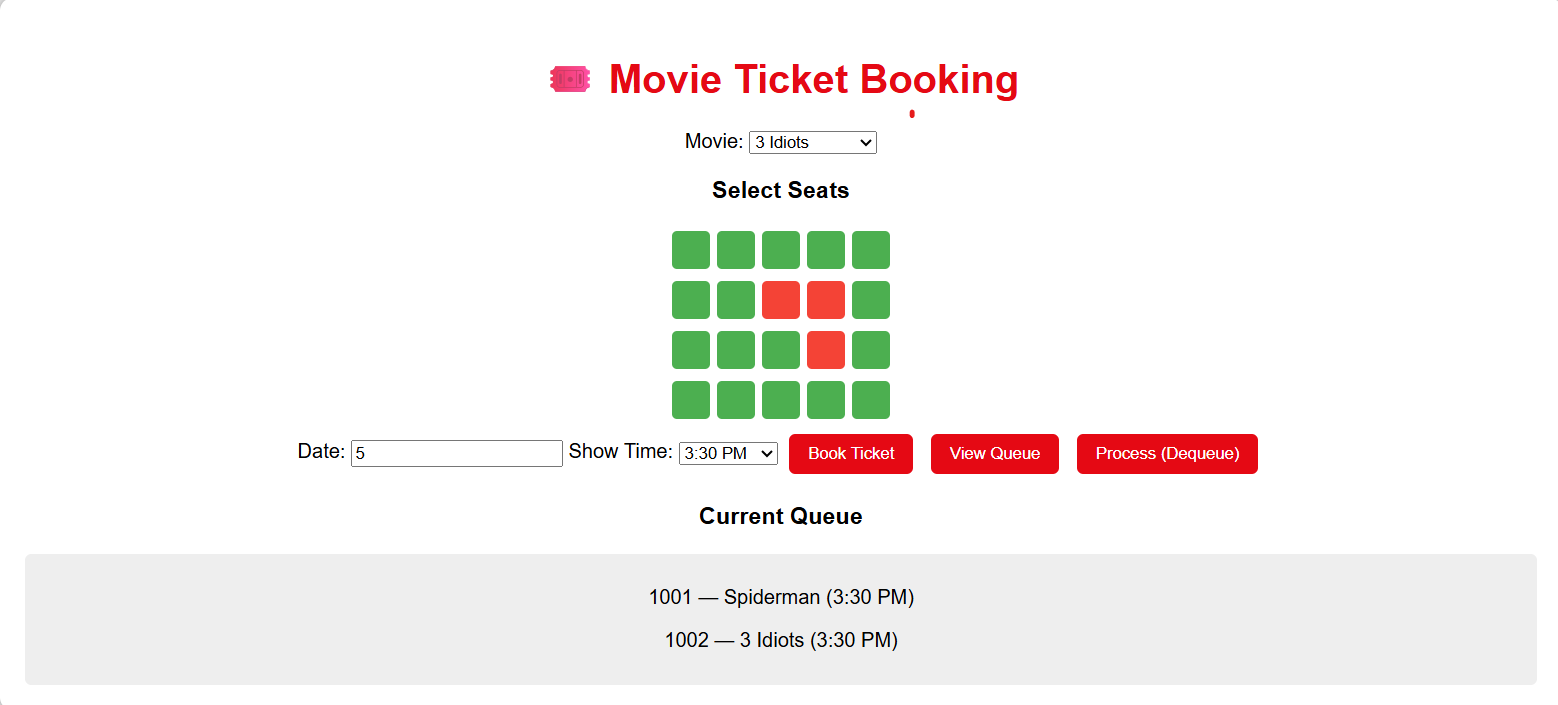 Movie Ticket Booking
Movie: 3 Idiots
Select Seats
Date: 5 Show Time: 3:30 PM Book Ticket View Queue Process (Dequeue)
Current Queue
1001 — Spiderman (3:30 PM)
1002 — 3 Idiots (3:30 PM)